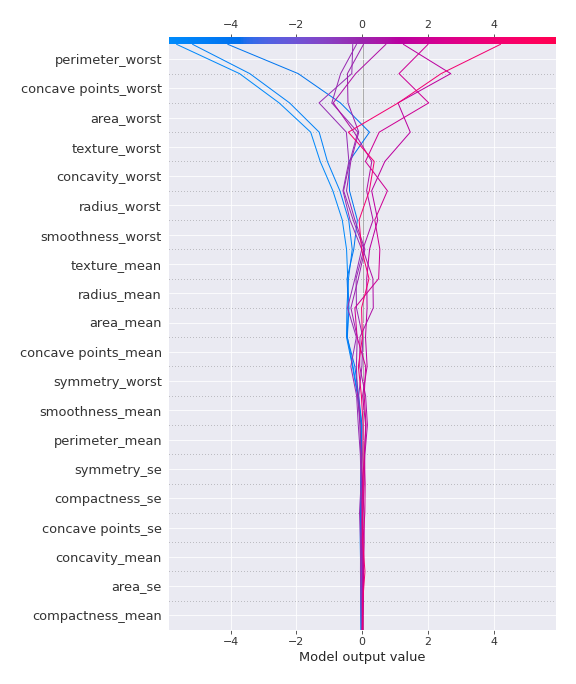 −4 −2 0 2 4
perimeter_worst
concave points_worst
area_worst
texture_worst
concavity_worst
radius_worst
smoothness_worst
texture_mean
radius_mean
area_mean
concave points_mean
symmetry_worst
smoothness_mean
perimeter_mean
symmetry_se
compactness_se
concave points_se
concavity_mean
area_se
compactness_mean
−4 −2 0 2 4
Model output value